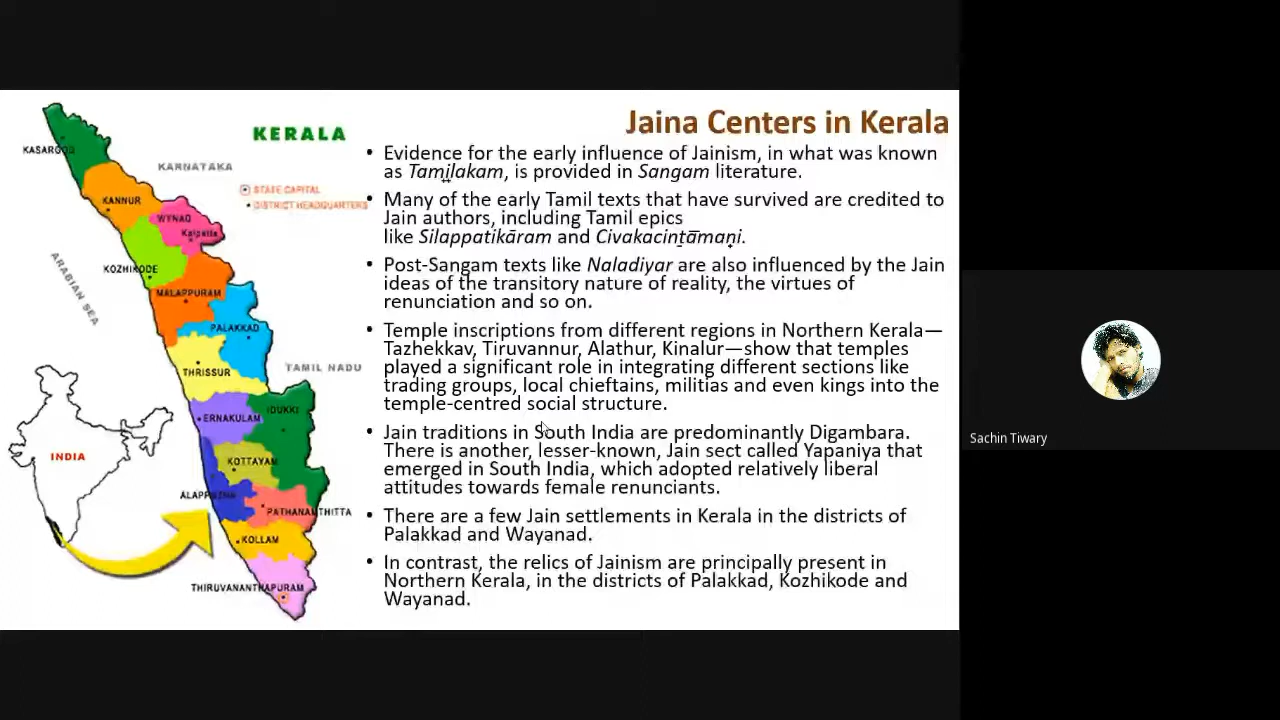 Jaina Centers in Kerala
• Evidence for the early influence of Jainism, in what was known
as Tamiḻakam, is provided in Sangam literature.
• Many of the early Tamil texts that have survived are credited to
Jain authors, including Tamil epics
like Silappatikāram and Civakacinṯāmaṇi.
• Post-Sangam texts like Naladiyar are also influenced by the Jain
ideas of the transitory nature of reality, the virtues of
renunciation and so on.
• Temple inscriptions from different regions in Northern Kerala—
Tazhekkav, Tiruvannur, Alathur, Kinalur—show that temples
played a significant role in integrating different sections like
trading groups, local chieftains, militias and even kings into the
temple-centred social structure.
• Jain traditions in South India are predominantly Digambara.
There is another, lesser-known, Jain sect called Yapaniya that
emerged in South India, which adopted relatively liberal
attitudes towards female renunciants.
• There are a few Jain settlements in Kerala in the districts of
Palakkad and Wayanad.
• In contrast, the relics of Jainism are principally present in
Northern Kerala, in the districts of Palakkad, Kozhikode and
Wayanad.
KERALA
KASARGOD
KARNATAKA
STATE CAPITAL
DISTRICT HEADQUARTERS
KANNUR
WYNAD
Kalpetta
KOZHIKODE
ARABIAN SEA
MALAPPURAM
PALAKKAD
THRISSUR
TAMIL NADU
ERNAKULAM
IDUKKI
INDIA
KOTTAYAM
ALAPPUZHA
PATHANAMTHITTA
KOLLAM
THIRUVANANTHAPURAM
Sachin Tiwary